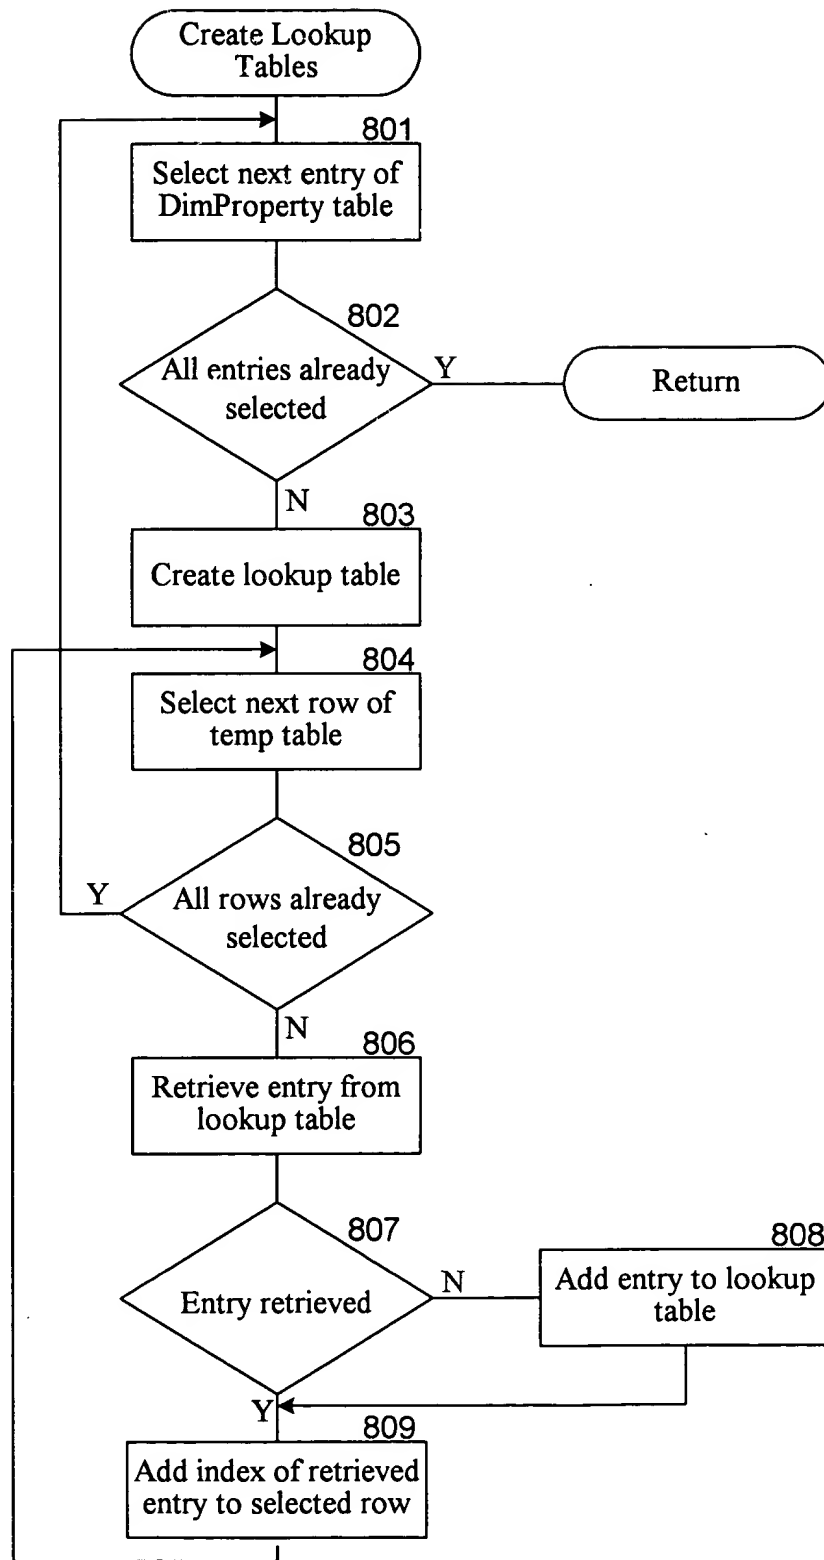 Create Lookup
Tables
801
Select next entry of
DimProperty table
802
All entries already
selected
Y
Return
N
803
Create lookup table
804
Select next row of
temp table
805
Y
All rows already
selected
N
806
Retrieve entry from
lookup table
807
Entry retrieved
N
808
Add entry to lookup
table
Y
809
Add index of retrieved
entry to selected row